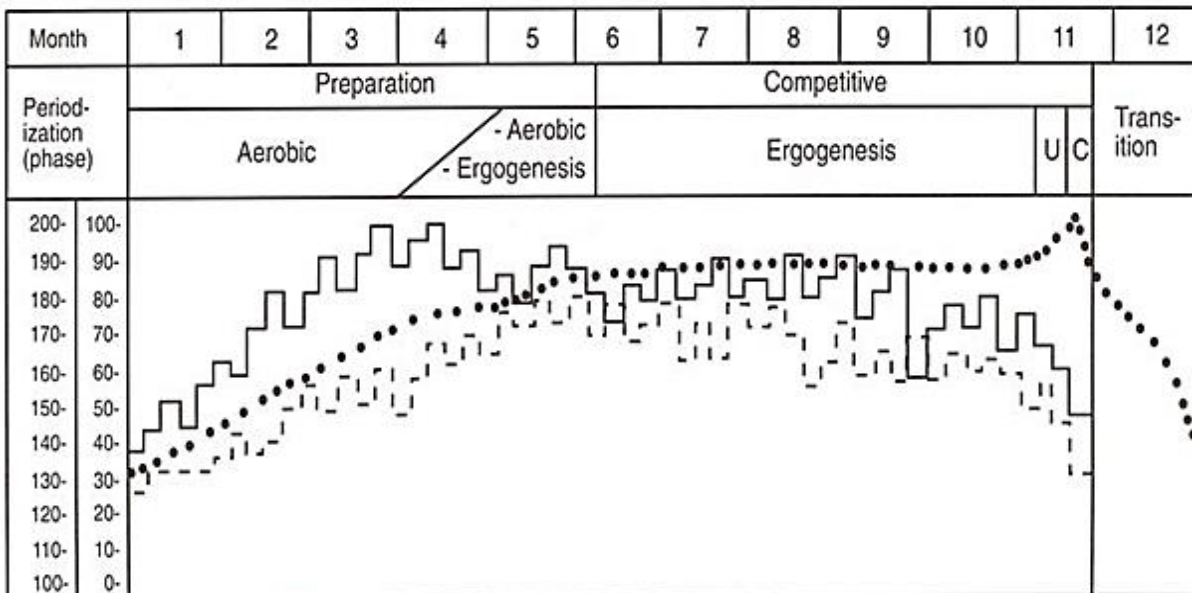 Month 1 2 3 4 5 6 7 8 9 10 11 12
Period-
ization
(phase)
Preparation Competitive
Aerobic
- Aerobic
- Ergogenesis
Ergogenesis
U C
Trans-
ition
200- 100-
190- 90-
180- 80-
170- 70-
160- 60-
150- 50-
140- 40-
130- 30-
120- 20-
110- 10-
100- 0-